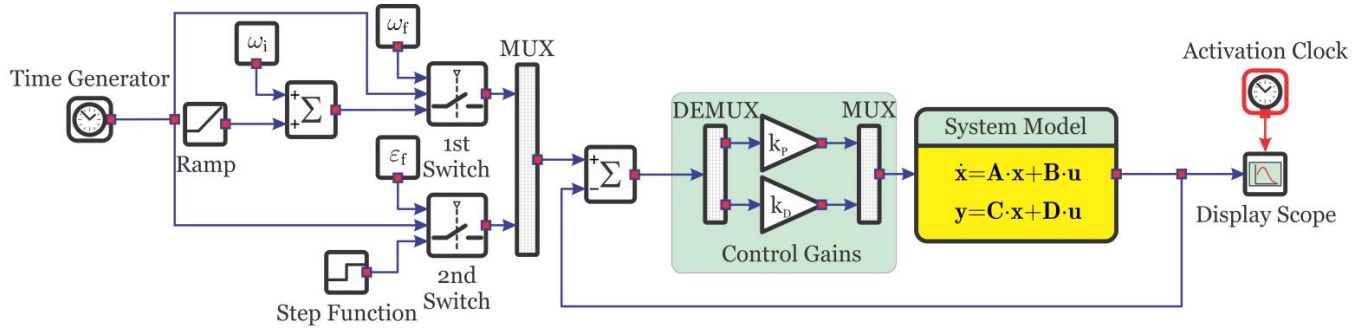 Time Generator
Ramp
ωᵢ
+
+
Σ
ω_f
1st
Switch
ε_f
Step Function
2nd
Switch
MUX
+
−
Σ
DEMUX
k_P
k_D
MUX
Control Gains
System Model
ẋ=A·x+B·u
y=C·x+D·u
Activation Clock
Display Scope